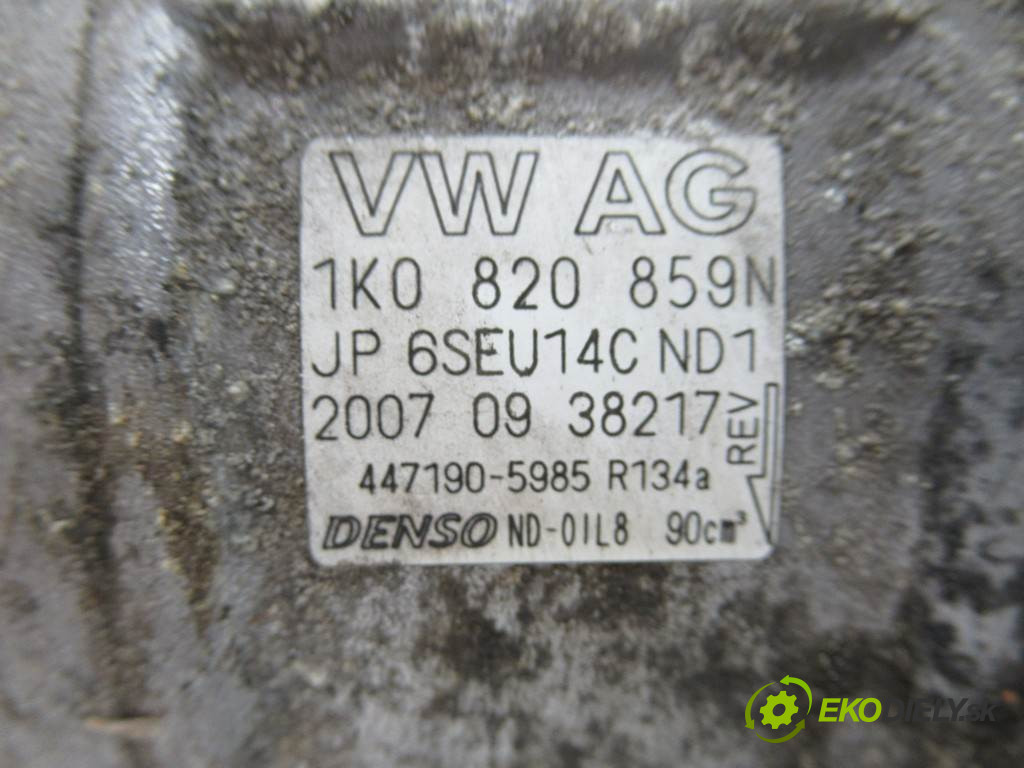 VW AG
1K0 820 859N
JP 6SEU14C ND1
2007 09 38217
REV
447190-5985 R134a
DENSO ND-OIL8 90cm³
EKODIELY.sk